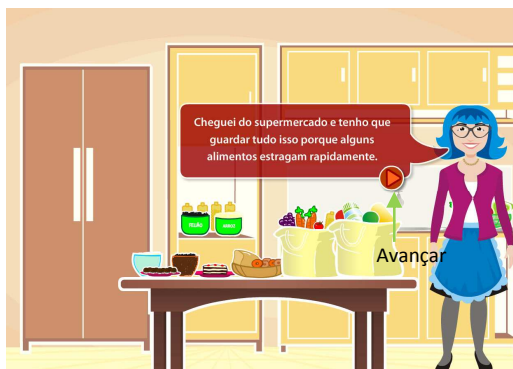 Cheguei do supermercado e tenho que
guardar tudo isso porque alguns
alimentos estragam rapidamente.
FEIJÃO
ARROZ
Avançar